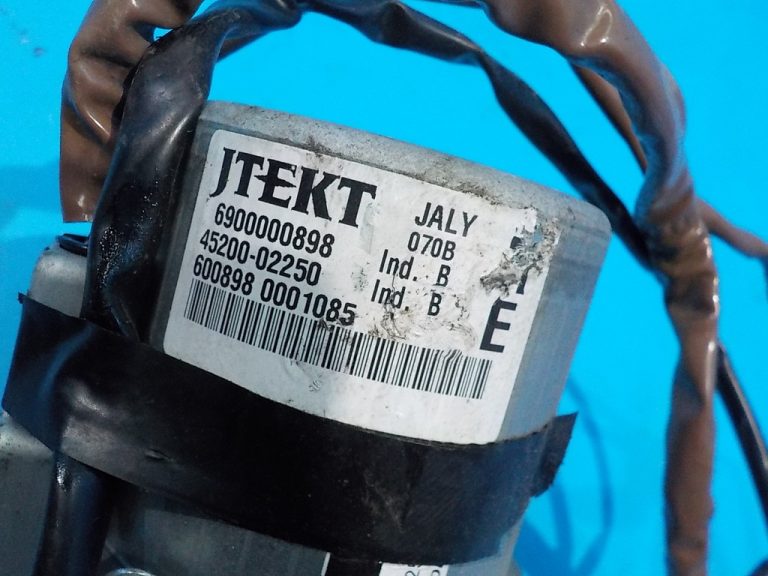 JTEKT JALY
6900000898 070B
45200-02250 Ind. B
600898 0001085 Ind. B
E